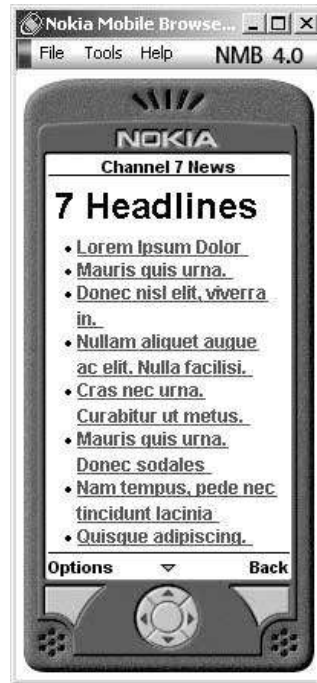 Nokia Mobile Browse...
File Tools Help NMB 4.0
NOKIA
Channel 7 News
7 Headlines
Lorem Ipsum Dolor
Mauris quis urna.
Donec nisl elit, viverra
in.
Nullam aliquet augue
ac elit. Nulla facilisi.
Cras nec urna.
Curabitur ut metus.
Mauris quis urna.
Donec sodales
Nam tempus, pede nec
tincidunt lacinia
Quisque adipiscing.
Options Back